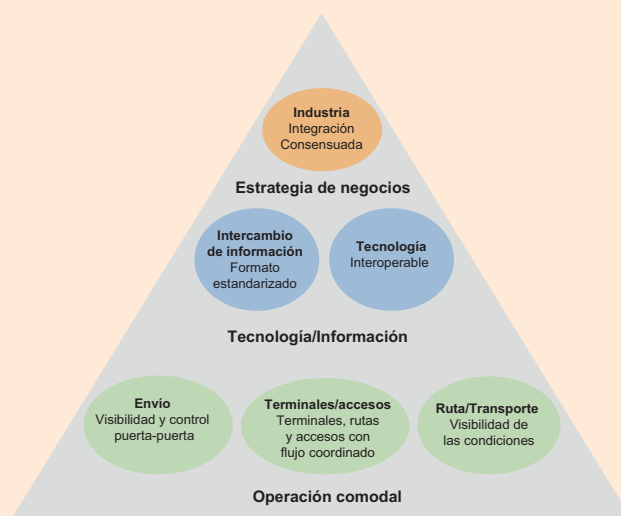 Industria
Integración
Consensuada
Estrategia de negocios
Intercambio
de información
Formato
estandarizado
Tecnología
Interoperable
Tecnología/Información
Envío
Visibilidad y control
puerta-puerta
Terminales/accesos
Terminales, rutas
y accesos con
flujo coordinado
Ruta/Transporte
Visibilidad de
las condiciones
Operación comodal